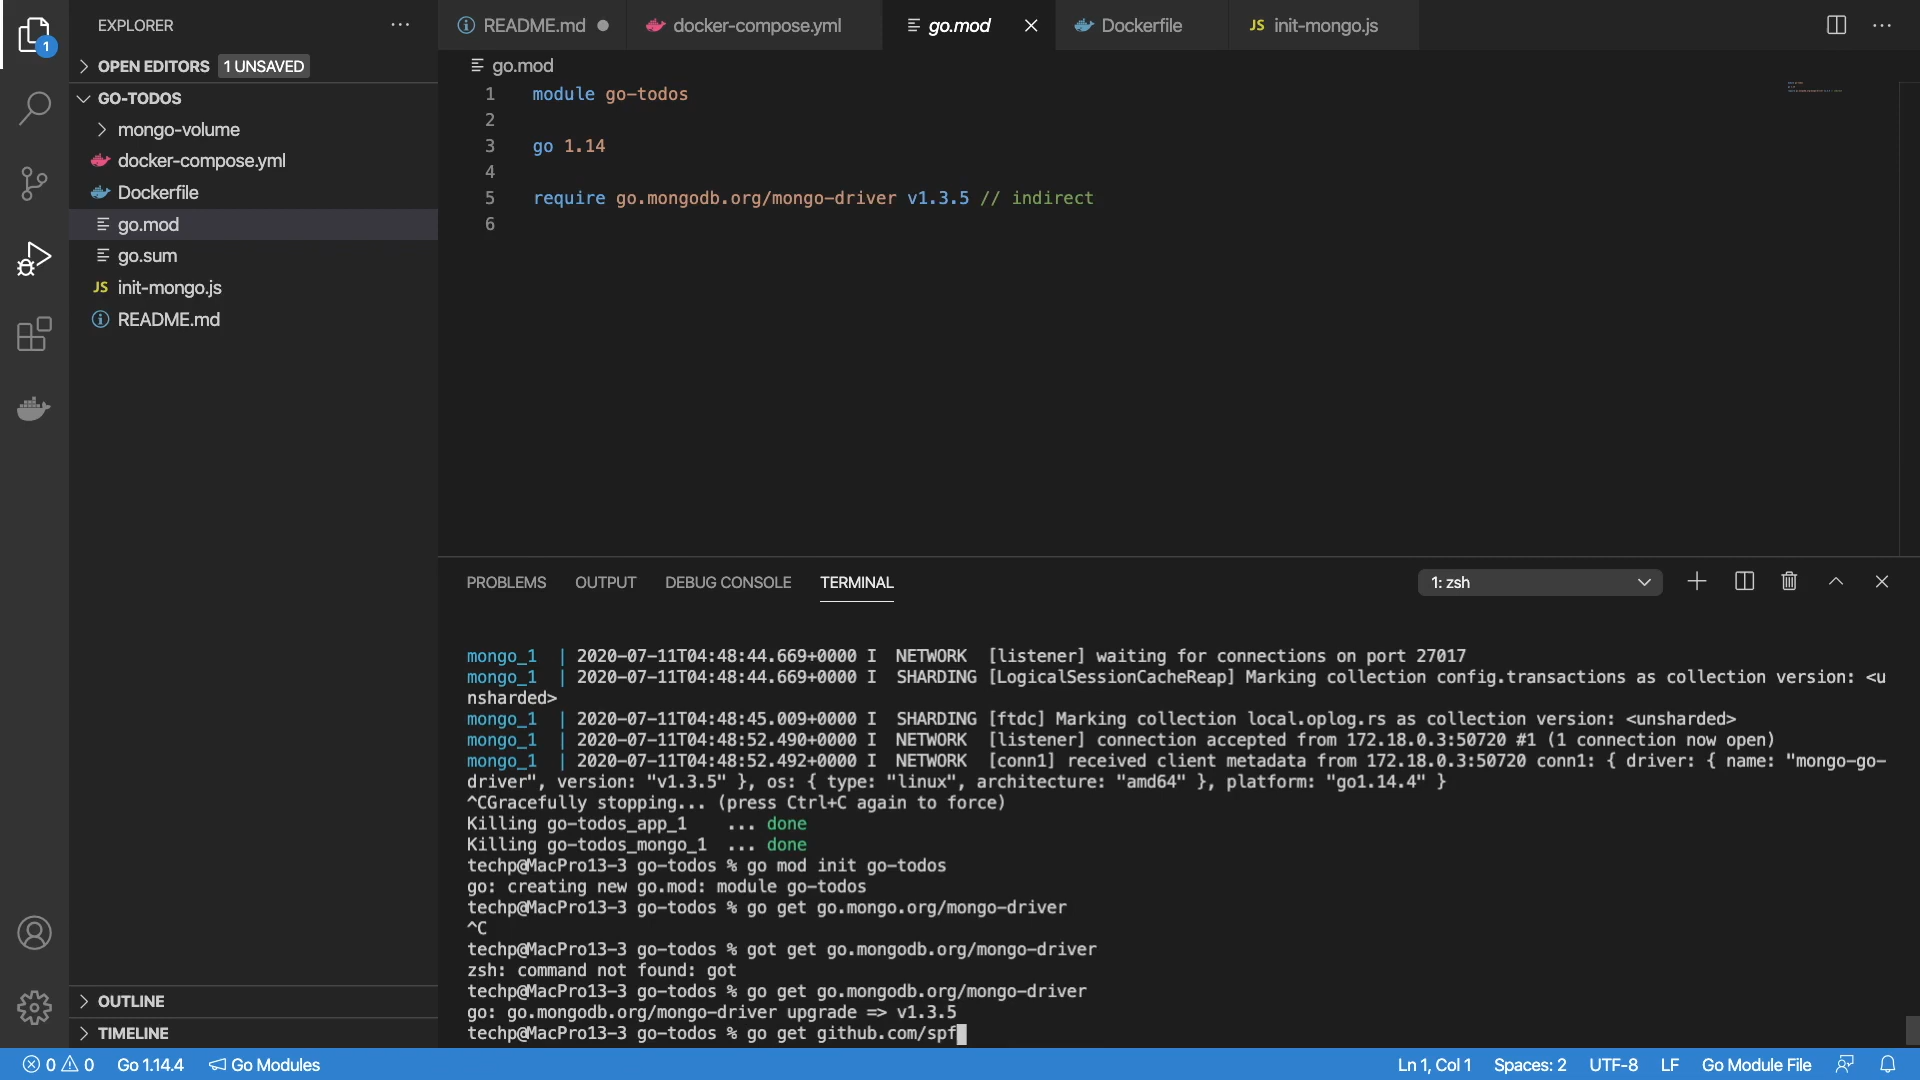 EXPLORER
1
OPEN EDITORS 1 UNSAVED
GO-TODOS
mongo-volume
docker-compose.yml
Dockerfile
go.mod
go.sum
JS init-mongo.js
README.md
OUTLINE
TIMELINE
README.md docker-compose.yml go.mod Dockerfile JS init-mongo.js
go.mod
1 module go-todos
2
3 go 1.14
4
5 require go.mongodb.org/mongo-driver v1.3.5 // indirect
6
PROBLEMS OUTPUT DEBUG CONSOLE TERMINAL 1: zsh
mongo_1 | 2020-07-11T04:48:44.669+0000 I NETWORK [listener] waiting for connections on port 27017
mongo_1 | 2020-07-11T04:48:44.669+0000 I SHARDING [LogicalSessionCacheReap] Marking collection config.transactions as collection version: <u
nsharded>
mongo_1 | 2020-07-11T04:48:45.009+0000 I SHARDING [ftdc] Marking collection local.oplog.rs as collection version: <unsharded>
mongo_1 | 2020-07-11T04:48:52.490+0000 I NETWORK [listener] connection accepted from 172.18.0.3:50720 #1 (1 connection now open)
mongo_1 | 2020-07-11T04:48:52.492+0000 I NETWORK [conn1] received client metadata from 172.18.0.3:50720 conn1: { driver: { name: "mongo-go-
driver", version: "v1.3.5" }, os: { type: "linux", architecture: "amd64" }, platform: "go1.14.4" }
^CGracefully stopping... (press Ctrl+C again to force)
Killing go-todos_app_1 ... done
Killing go-todos_mongo_1 ... done
techp@MacPro13-3 go-todos % go mod init go-todos
go: creating new go.mod: module go-todos
techp@MacPro13-3 go-todos % go get go.mongo.org/mongo-driver
^C
techp@MacPro13-3 go-todos % got get go.mongodb.org/mongo-driver
zsh: command not found: got
techp@MacPro13-3 go-todos % go get go.mongodb.org/mongo-driver
go: go.mongodb.org/mongo-driver upgrade => v1.3.5
techp@MacPro13-3 go-todos % go get github.com/spf
0 0 Go 1.14.4 Go Modules Ln 1, Col 1 Spaces: 2 UTF-8 LF Go Module File